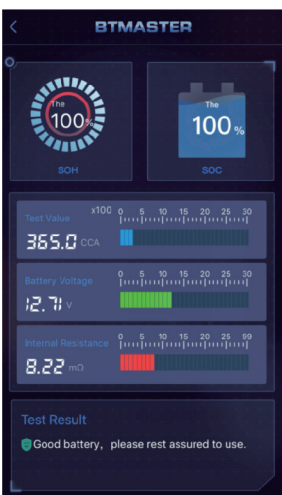 BTMASTER
The
100%
SOH
The
100%
SOC
Test Value x100 0 5 10 15 20 25 30
365.0 CCA
Battery Voltage 0 5 10 15 20 25 30
12.71 V
Internal Resistance 0 5 10 15 20 25 99
8.22 mΩ
Test Result
Good battery, please rest assured to use.